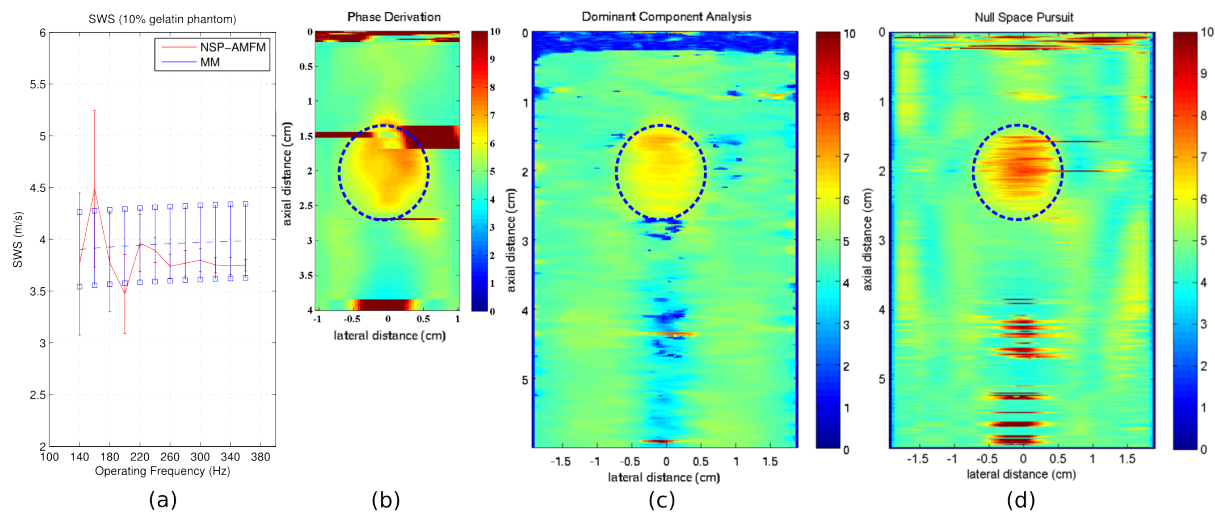 SWS (10% gelatin phantom)
6
5.5
5
4.5
4
3.5
3
2.5
2
SWS (m/s)
NSP-AMFM
MM
100 140 180 220 260 300 340 380
Operating Frequency (Hz)
(a)
Phase Derivation
0
0.5
1
1.5
2
2.5
3
3.5
4
axial distance (cm)
-1 -0.5 0 0.5 1
lateral distance (cm)
10
9
8
7
6
5
4
3
2
1
0
(b)
Dominant Component Analysis
0
1
2
3
4
5
axial distance (cm)
-1.5 -1 -0.5 0 0.5 1 1.5
lateral distance (cm)
10
9
8
7
6
5
4
3
2
1
0
(c)
Null Space Pursuit
0
1
2
3
4
5
axial distance (cm)
-1.5 -1 -0.5 0 0.5 1 1.5
lateral distance (cm)
10
9
8
7
6
5
4
3
2
1
0
(d)